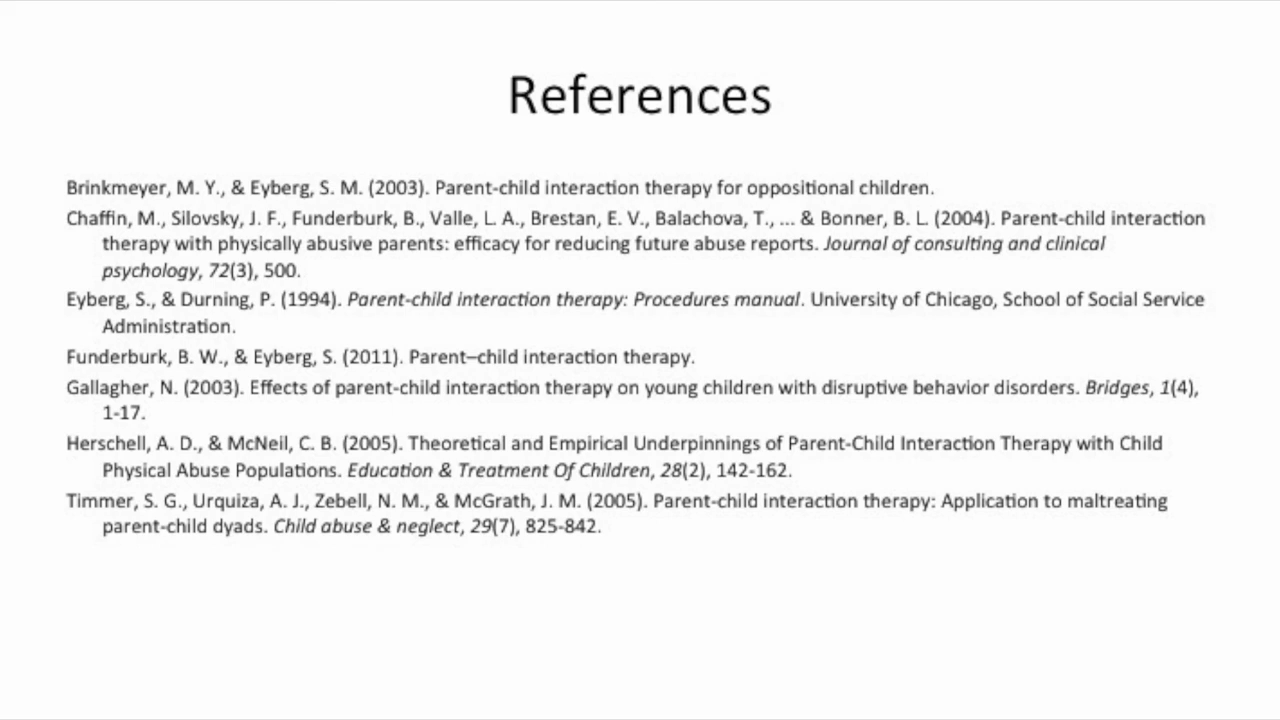 References
Brinkmeyer, M. Y., & Eyberg, S. M. (2003). Parent-child interaction therapy for oppositional children.
Chaffin, M., Silovsky, J. F., Funderburk, B., Valle, L. A., Brestan, E. V., Balachova, T., ... & Bonner, B. L. (2004). Parent-child interaction
therapy with physically abusive parents: efficacy for reducing future abuse reports. Journal of consulting and clinical
psychology, 72(3), 500.
Eyberg, S., & Durning, P. (1994). Parent-child interaction therapy: Procedures manual. University of Chicago, School of Social Service
Administration.
Funderburk, B. W., & Eyberg, S. (2011). Parent–child interaction therapy.
Gallagher, N. (2003). Effects of parent-child interaction therapy on young children with disruptive behavior disorders. Bridges, 1(4),
1-17.
Herschell, A. D., & McNeil, C. B. (2005). Theoretical and Empirical Underpinnings of Parent-Child Interaction Therapy with Child
Physical Abuse Populations. Education & Treatment Of Children, 28(2), 142-162.
Timmer, S. G., Urquiza, A. J., Zebell, N. M., & McGrath, J. M. (2005). Parent-child interaction therapy: Application to maltreating
parent-child dyads. Child abuse & neglect, 29(7), 825-842.